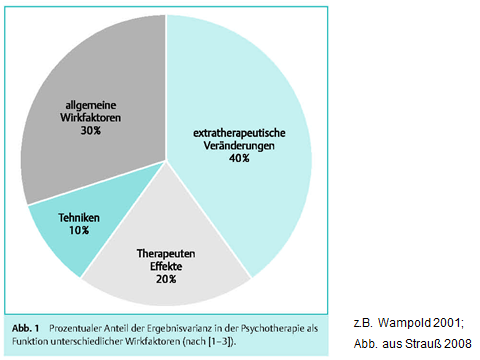 allgemeine
Wirkfaktoren
30%
extratherapeutische
Veränderungen
40%
Tehniken
10%
Therapeuten
Effekte
20%
Abb. 1 Prozentualer Anteil der Ergebnisvarianz in der Psychotherapie als
Funktion unterschiedlicher Wirkfaktoren (nach [1–3]).
z.B. Wampold 2001;
Abb. aus Strauß 2008